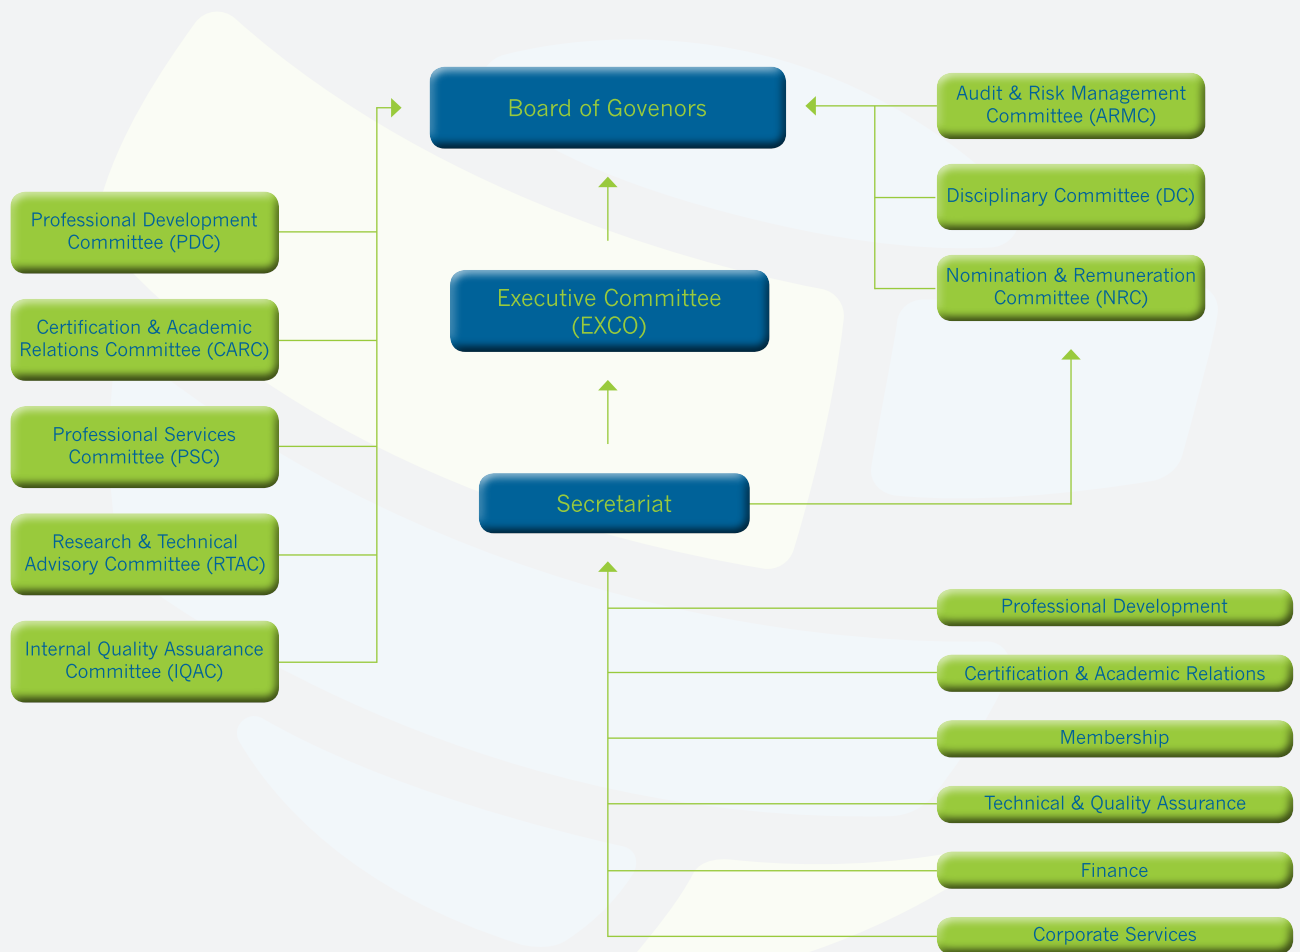 Board of Govenors
Audit & Risk Management
Committee (ARMC)
Disciplinary Committee (DC)
Nomination & Remuneration
Committee (NRC)
Professional Development
Committee (PDC)
Certification & Academic
Relations Committee (CARC)
Professional Services
Committee (PSC)
Research & Technical
Advisory Committee (RTAC)
Internal Quality Assuarance
Committee (IQAC)
Executive Committee
(EXCO)
Secretariat
Professional Development
Certification & Academic Relations
Membership
Technical & Quality Assurance
Finance
Corporate Services